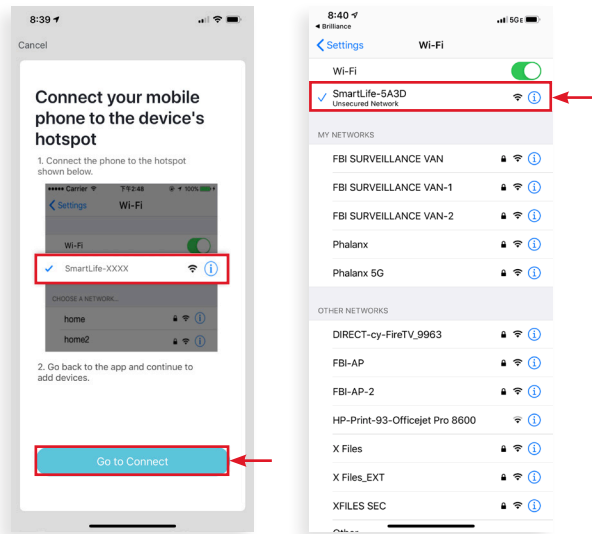 8:39
Cancel
Connect your mobile
phone to the device's
hotspot
1. Connect the phone to the hotspot
shown below.
Carrier 下午2:48 100%
Settings Wi-Fi
Wi-Fi
SmartLife-XXXX
CHOOSE A NETWORK...
home
home2
2. Go back to the app and continue to
add devices.
Go to Connect
8:40 5GE
Brilliance
Settings Wi-Fi
Wi-Fi
SmartLife-5A3D
Unsecured Network
MY NETWORKS
FBI SURVEILLANCE VAN
FBI SURVEILLANCE VAN-1
FBI SURVEILLANCE VAN-2
Phalanx
Phalanx 5G
OTHER NETWORKS
DIRECT-cy-FireTV_9963
FBI-AP
FBI-AP-2
HP-Print-93-Officejet Pro 8600
X Files
X Files_EXT
XFILES SEC